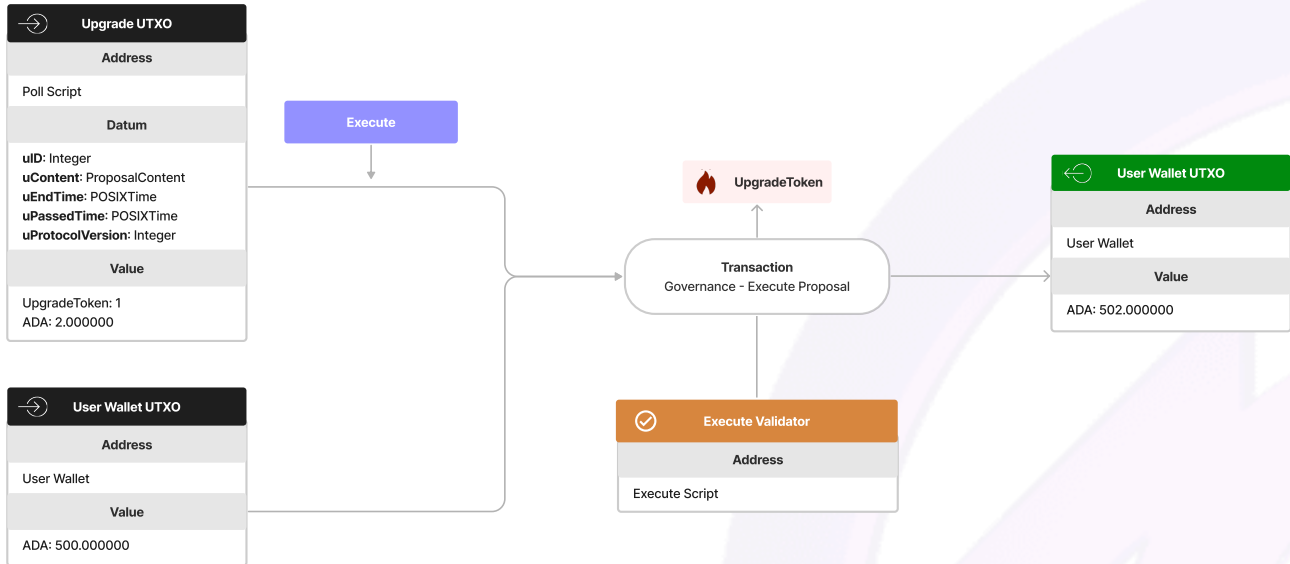 Upgrade UTXO
Address
Poll Script
Datum
uID: Integer
uContent: ProposalContent
uEndTime: POSIXTime
uPassedTime: POSIXTime
uProtocolVersion: Integer
Value
UpgradeToken: 1
ADA: 2.000000
User Wallet UTXO
Address
User Wallet
Value
ADA: 500.000000
Execute
UpgradeToken
Transaction
Governance - Execute Proposal
Execute Validator
Address
Execute Script
User Wallet UTXO
Address
User Wallet
Value
ADA: 502.000000